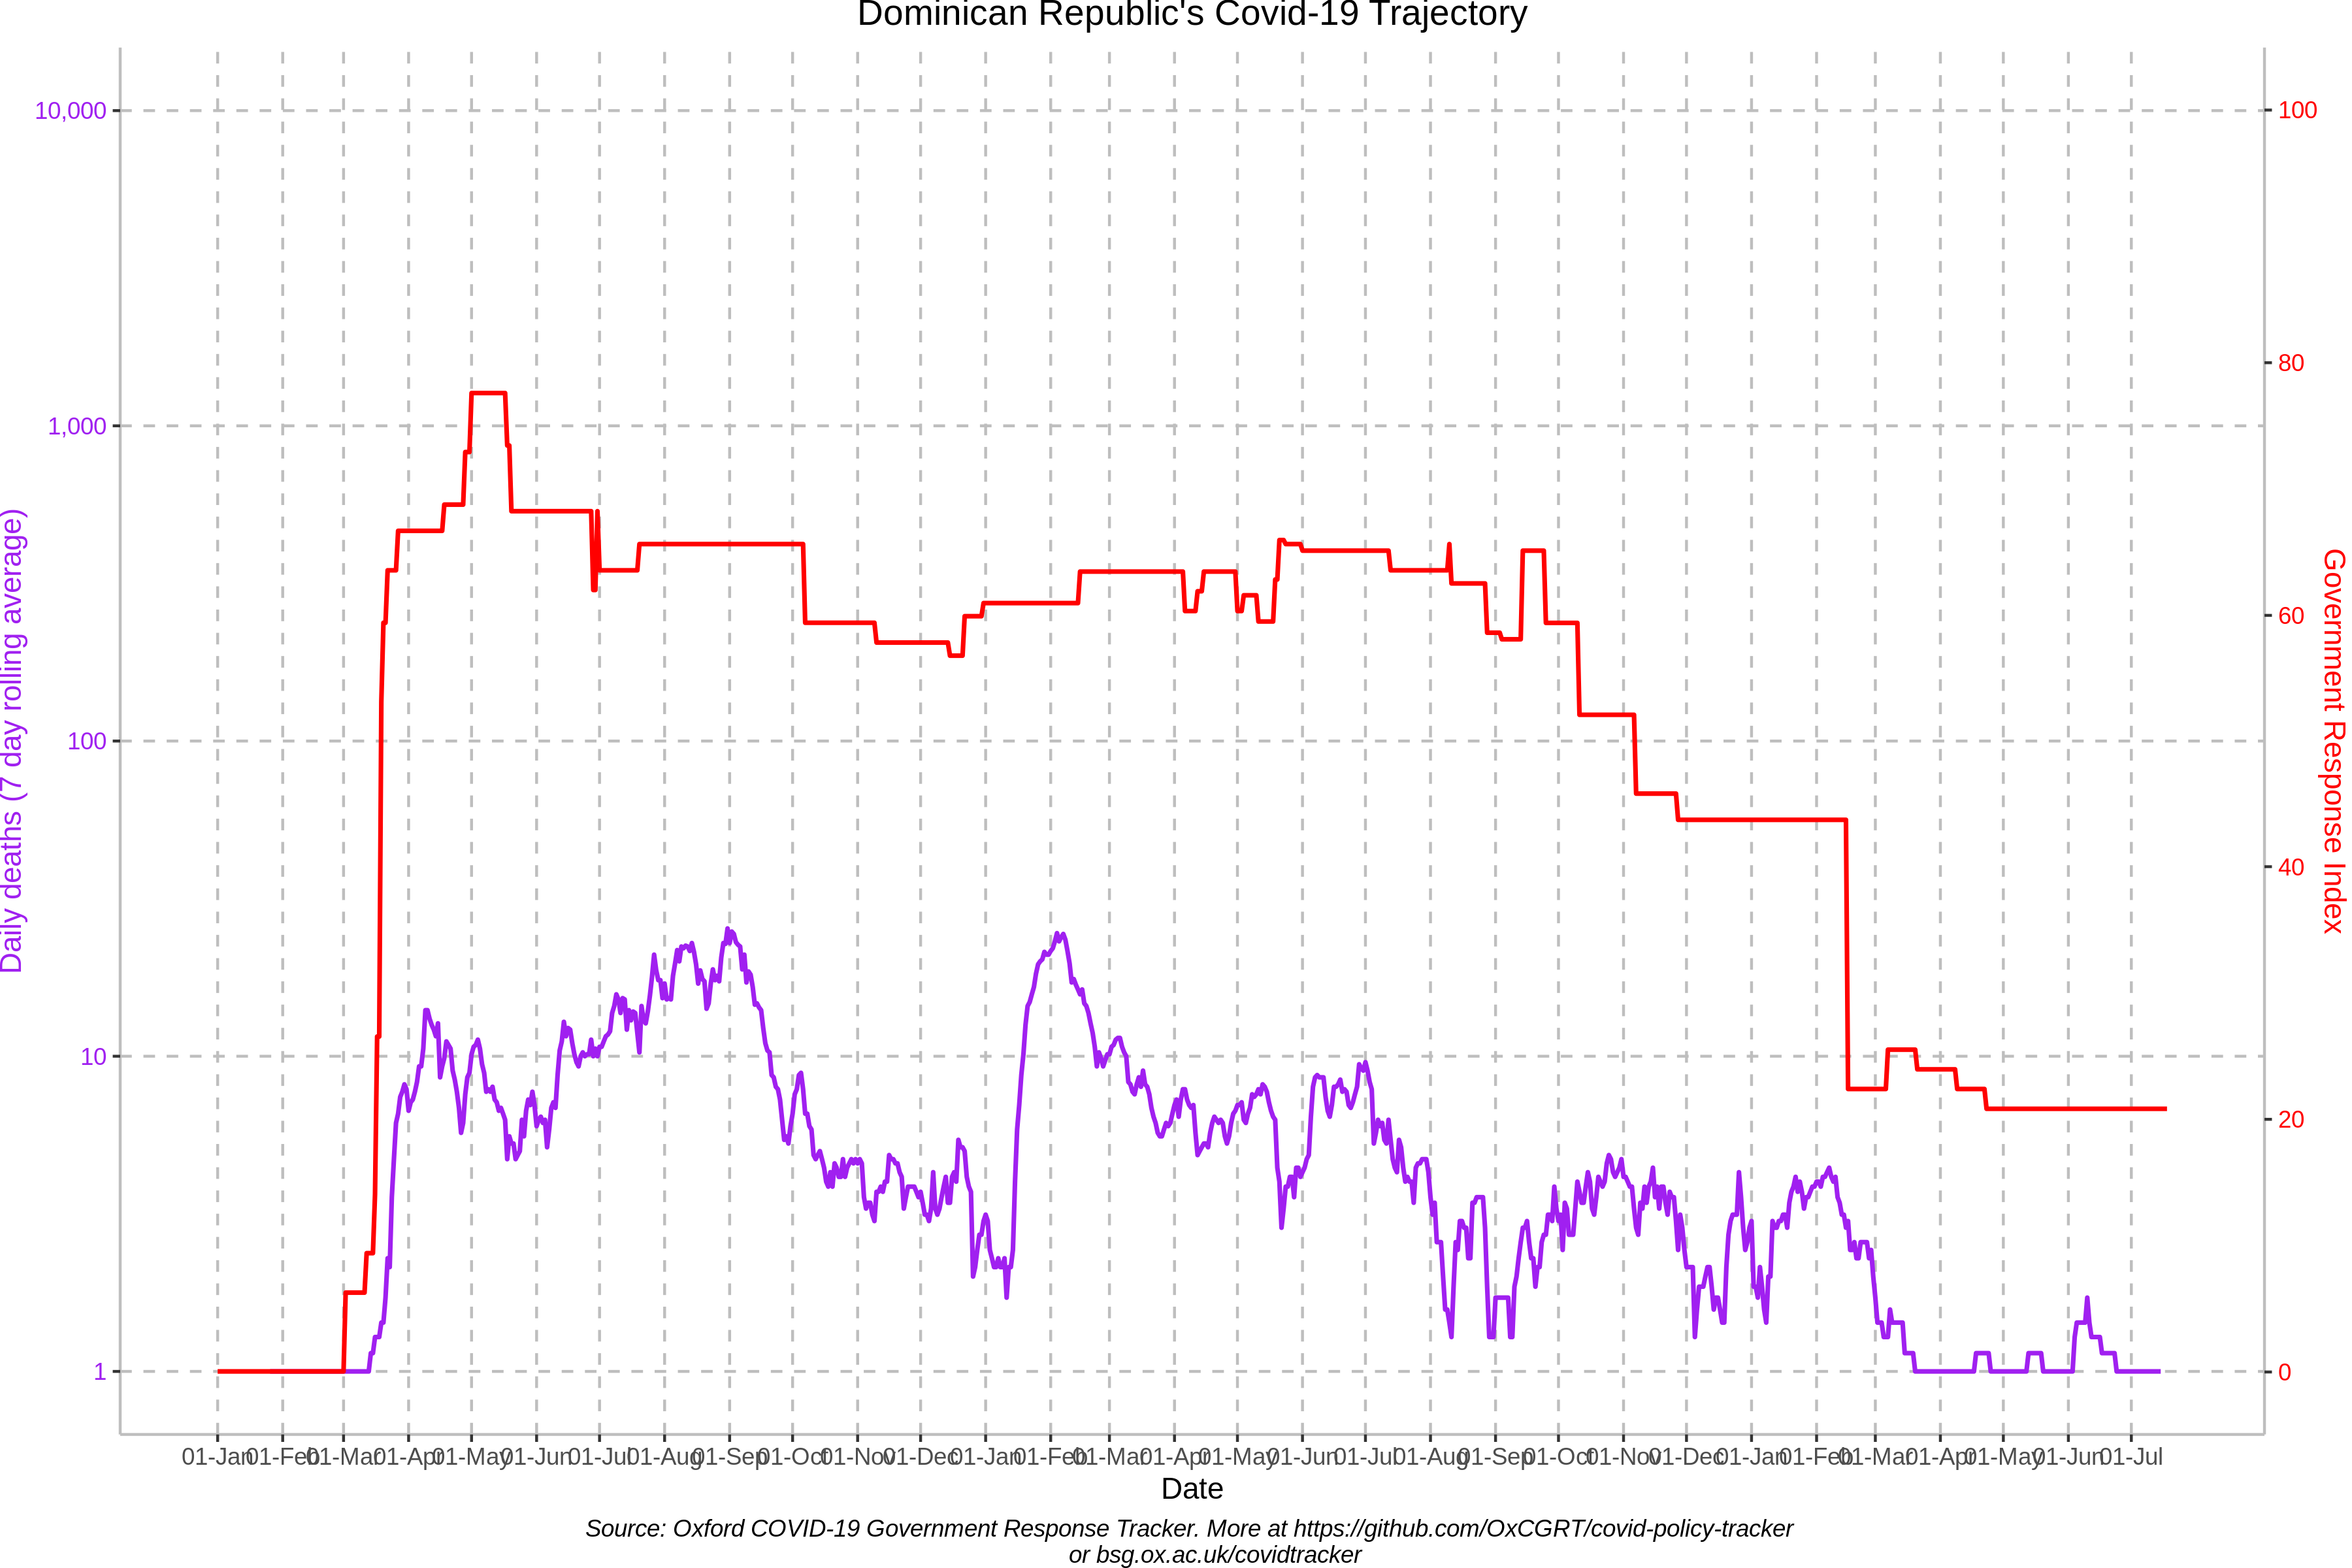 Dominican Republic's Covid-19 Trajectory
10,000
1,000
100
10
1
Daily deaths (7 day rolling average)
100
80
60
40
20
0
Government Response Index
01-Jan 01-Feb 01-Mar 01-Apr 01-May 01-Jun 01-Jul 01-Aug 01-Sep 01-Oct 01-Nov 01-Dec 01-Jan 01-Feb 01-Mar 01-Apr 01-May 01-Jun 01-Jul 01-Aug 01-Sep 01-Oct 01-Nov 01-Dec 01-Jan 01-Feb 01-Mar 01-Apr 01-May 01-Jun 01-Jul
Date
Source: Oxford COVID-19 Government Response Tracker. More at https://github.com/OxCGRT/covid-policy-tracker
or bsg.ox.ac.uk/covidtracker